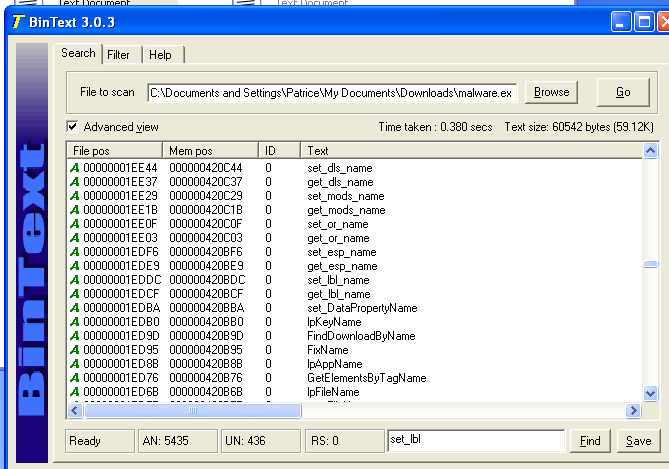 Text Document
Text Document
BinText 3.0.3
Search Filter Help
File to scan C:\Documents and Settings\Patrice\My Documents\Downloads\malware.ex Browse Go
Advanced view Time taken : 0.380 secs Text size: 60542 bytes (59.12K)
File pos Mem pos ID Text
A 00000001EE44 000000420C44 0 set_dls_name
A 00000001EE37 000000420C37 0 get_dls_name
A 00000001EE29 000000420C29 0 set_mods_name
A 00000001EE1B 000000420C1B 0 get_mods_name
A 00000001EE0F 000000420C0F 0 set_or_name
A 00000001EE03 000000420C03 0 get_or_name
A 00000001EDF6 000000420BF6 0 set_esp_name
A 00000001EDE9 000000420BE9 0 get_esp_name
A 00000001EDDC 000000420BDC 0 set_lbl_name
A 00000001EDCF 000000420BCF 0 get_lbl_name
A 00000001EDBA 000000420BBA 0 set_DataPropertyName
A 00000001EDB0 000000420BB0 0 lpKeyName
A 00000001ED9D 000000420B9D 0 FindDownloadByName
A 00000001ED95 000000420B95 0 FixName
A 00000001ED8B 000000420B8B 0 lpAppName
A 00000001ED76 000000420B76 0 GetElementsByTagName
A 00000001ED6B 000000420B6B 0 lpFileName
BinText
Ready AN: 5435 UN: 436 RS: 0 set_lbl Find Save